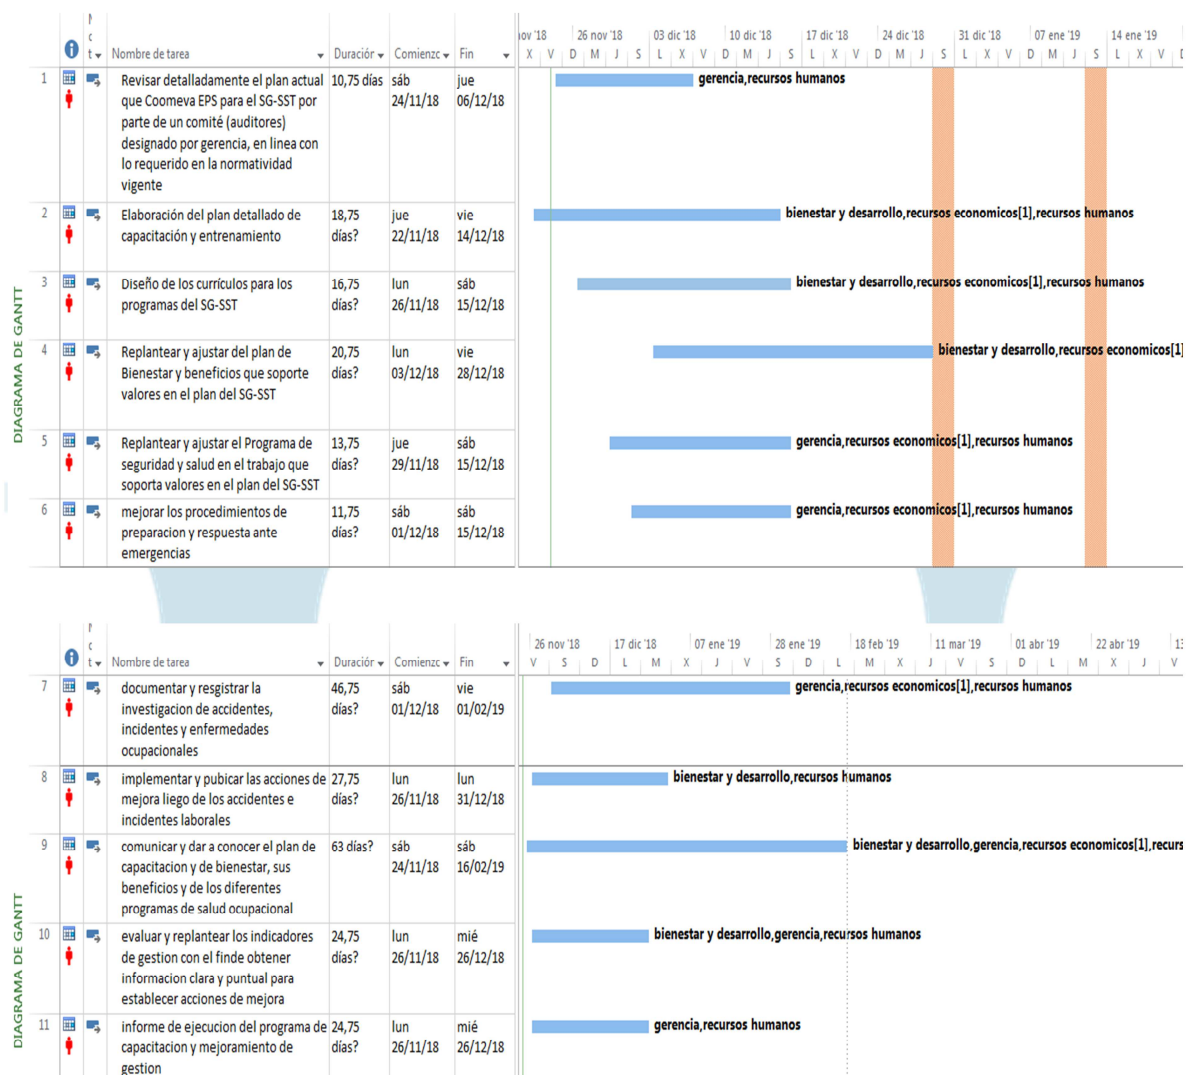 DIAGRAMA DE GANTT
Nombre de tarea Duración Comienzo Fin
nov '18 26 nov '18 03 dic '18 10 dic '18 17 dic '18 24 dic '18 31 dic '18 07 ene '19 14 ene '19
X V D M J S L X V D M J S L X V D M J S L X V D M J S L X V D
1 Revisar detalladamente el plan actual 10,75 días sáb jue gerencia,recursos humanos
que Coomeva EPS para el SG-SST por 24/11/18 06/12/18
parte de un comité (auditores)
designado por gerencia, en linea con
lo requerido en la normatividad
vigente
2 Elaboración del plan detallado de 18,75 jue vie bienestar y desarrollo,recursos economicos[1],recursos humanos
capacitación y entrenamiento días? 22/11/18 14/12/18
3 Diseño de los currículos para los 16,75 lun sáb bienestar y desarrollo,recursos economicos[1],recursos humanos
programas del SG-SST días? 26/11/18 15/12/18
4 Replantear y ajustar del plan de 20,75 lun vie bienestar y desarrollo,recursos economicos[1]
Bienestar y beneficios que soporte días? 03/12/18 28/12/18
valores en el plan del SG-SST
5 Replantear y ajustar el Programa de 13,75 jue sáb gerencia,recursos economicos[1],recursos humanos
seguridad y salud en el trabajo que días? 29/11/18 15/12/18
soporta valores en el plan del SG-SST
6 mejorar los procedimientos de 11,75 sáb sáb gerencia,recursos economicos[1],recursos humanos
preparacion y respuesta ante días? 01/12/18 15/12/18
emergencias
DIAGRAMA DE GANTT
Nombre de tarea Duración Comienzo Fin
26 nov '18 17 dic '18 07 ene '19 28 ene '19 18 feb '19 11 mar '19 01 abr '19 22 abr '19 13
V S D L M X J V S D L M X J V S D L M X J V
7 documentar y resgistrar la 46,75 sáb vie gerencia,recursos economicos[1],recursos humanos
investigacion de accidentes, días? 01/12/18 01/02/19
incidentes y enfermedades
ocupacionales
8 implementar y pubicar las acciones de 27,75 lun lun bienestar y desarrollo,recursos humanos
mejora liego de los accidentes e días? 26/11/18 31/12/18
incidentes laborales
9 comunicar y dar a conocer el plan de 63 días? sáb sáb bienestar y desarrollo,gerencia,recursos economicos[1],recurs
capacitacion y de bienestar, sus 24/11/18 16/02/19
beneficios y de los diferentes
programas de salud ocupacional
10 evaluar y replantear los indicadores 24,75 lun mié bienestar y desarrollo,gerencia,recursos humanos
de gestion con el finde obtener días? 26/11/18 26/12/18
informacion clara y puntual para
establecer acciones de mejora
11 informe de ejecucion del programa de 24,75 lun mié gerencia,recursos humanos
capacitacion y mejoramiento de días? 26/11/18 26/12/18
gestion